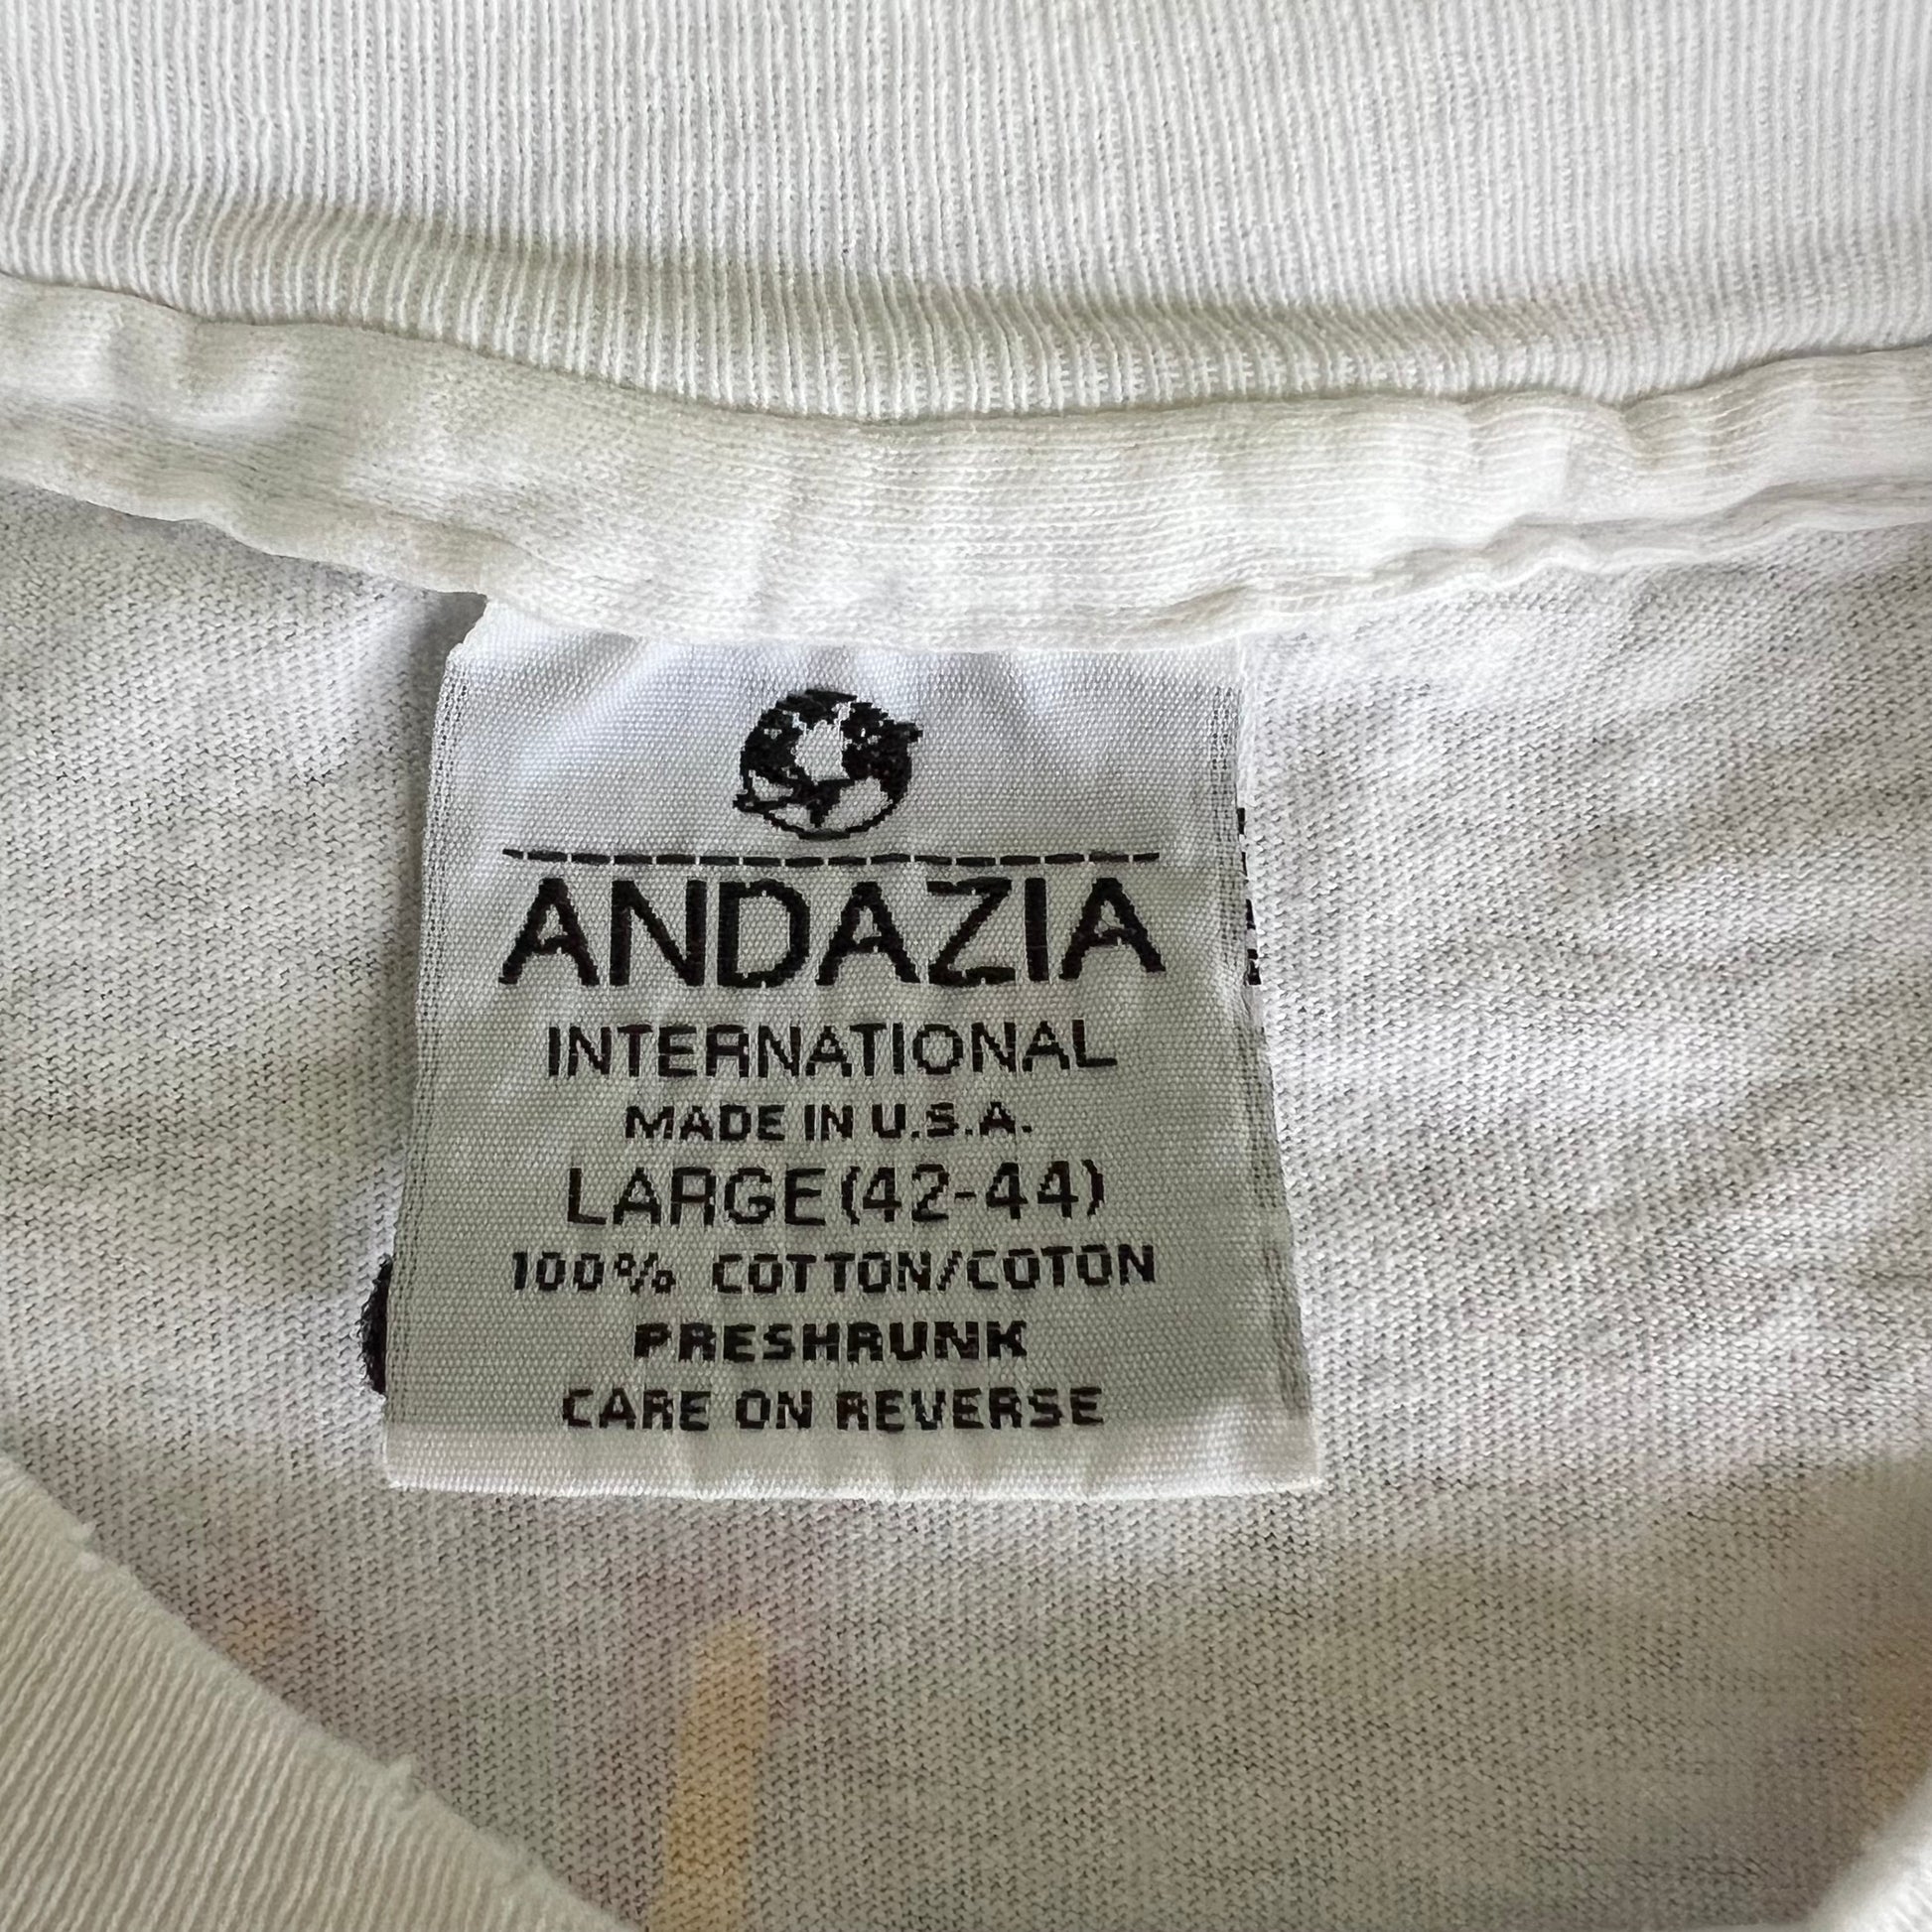 ANDAZIA
INTERNATIONAL
MADE IN U.S.A.
LARGE (42-44)
100% COTTON/COTON
PRESHRUNK
CARE ON REVERSE